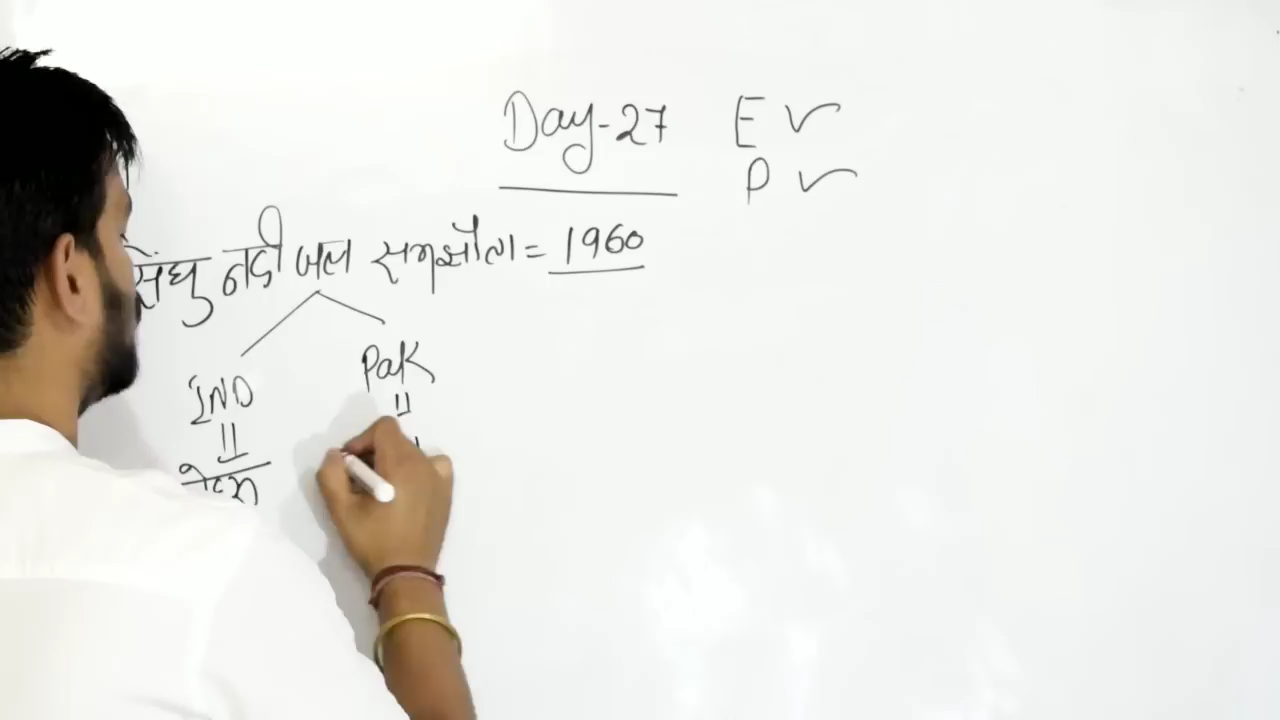 Day-27 E
P
सिंधु नदी जल समझौता = 1960
IND Pak